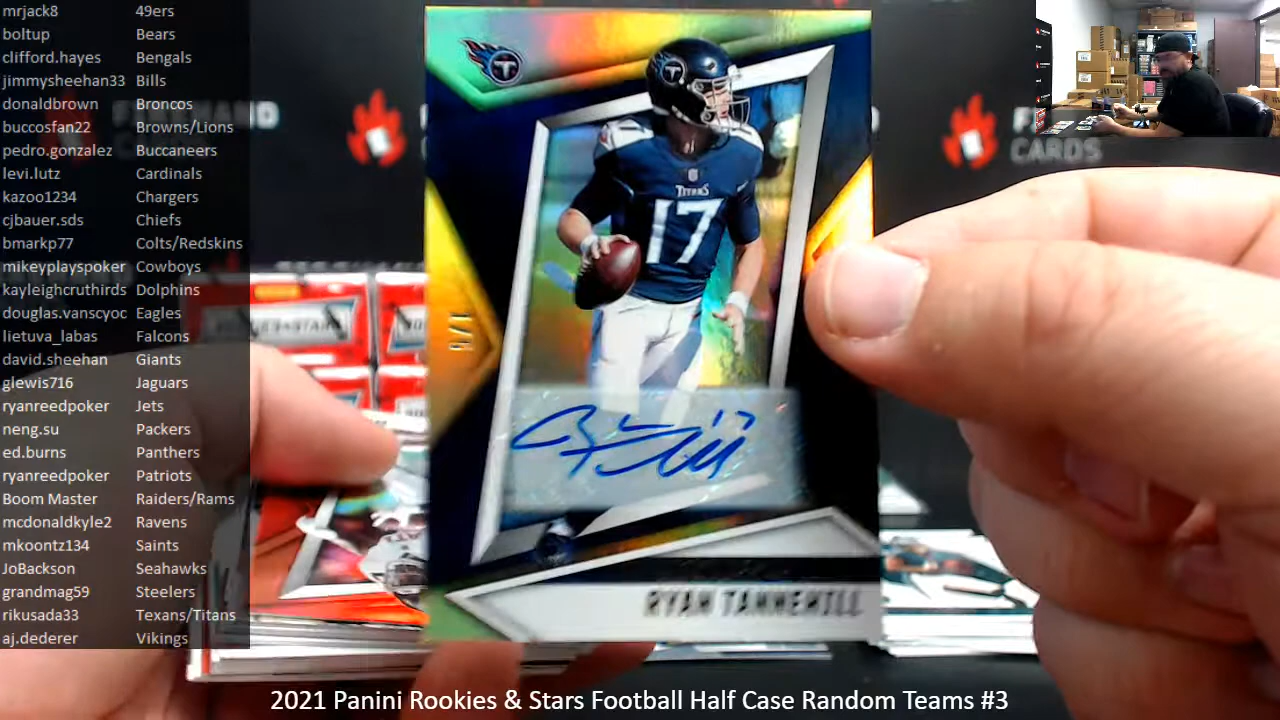 mrjack8 49ers
boltup Bears
clifford.hayes Bengals
jimmysheehan33 Bills
donaldbrown Broncos
buccosfan22 Browns/Lions
pedro.gonzalez Buccaneers
levi.lutz Cardinals
kazoo1234 Chargers
cjbauer.sds Chiefs
bmarkp77 Colts/Redskins
mikeyplayspoker Cowboys
kayleighcruthirds Dolphins
douglas.vanscyoc Eagles
lietuva_labas Falcons
david.sheehan Giants
glewis716 Jaguars
ryanreedpoker Jets
neng.su Packers
ed.burns Panthers
ryanreedpoker Patriots
Boom Master Raiders/Rams
mcdonaldkyle2 Ravens
mkoontz134 Saints
JoBackson Seahawks
grandmag59 Steelers
rikusada33 Texans/Titans
aj.dederer Vikings
CARDS
T
TITANS
17
17
RYAN TANNEHILL
2021 Panini Rookies & Stars Football Half Case Random Teams #3